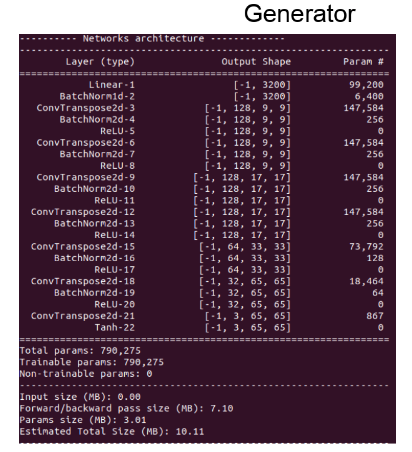 Generator
---------- Networks architecture -------------
----------------------------------------------------------------
Layer (type) Output Shape Param #
================================================================
Linear-1 [-1, 3200] 99,200
BatchNorm1d-2 [-1, 3200] 6,400
ConvTranspose2d-3 [-1, 128, 9, 9] 147,584
BatchNorm2d-4 [-1, 128, 9, 9] 256
ReLU-5 [-1, 128, 9, 9] 0
ConvTranspose2d-6 [-1, 128, 9, 9] 147,584
BatchNorm2d-7 [-1, 128, 9, 9] 256
ReLU-8 [-1, 128, 9, 9] 0
ConvTranspose2d-9 [-1, 128, 17, 17] 147,584
BatchNorm2d-10 [-1, 128, 17, 17] 256
ReLU-11 [-1, 128, 17, 17] 0
ConvTranspose2d-12 [-1, 128, 17, 17] 147,584
BatchNorm2d-13 [-1, 128, 17, 17] 256
ReLU-14 [-1, 128, 17, 17] 0
ConvTranspose2d-15 [-1, 64, 33, 33] 73,792
BatchNorm2d-16 [-1, 64, 33, 33] 128
ReLU-17 [-1, 64, 33, 33] 0
ConvTranspose2d-18 [-1, 32, 65, 65] 18,464
BatchNorm2d-19 [-1, 32, 65, 65] 64
ReLU-20 [-1, 32, 65, 65] 0
ConvTranspose2d-21 [-1, 3, 65, 65] 867
Tanh-22 [-1, 3, 65, 65] 0
================================================================
Total params: 790,275
Trainable params: 790,275
Non-trainable params: 0
----------------------------------------------------------------
Input size (MB): 0.00
Forward/backward pass size (MB): 7.10
Params size (MB): 3.01
Estimated Total Size (MB): 10.11
----------------------------------------------------------------